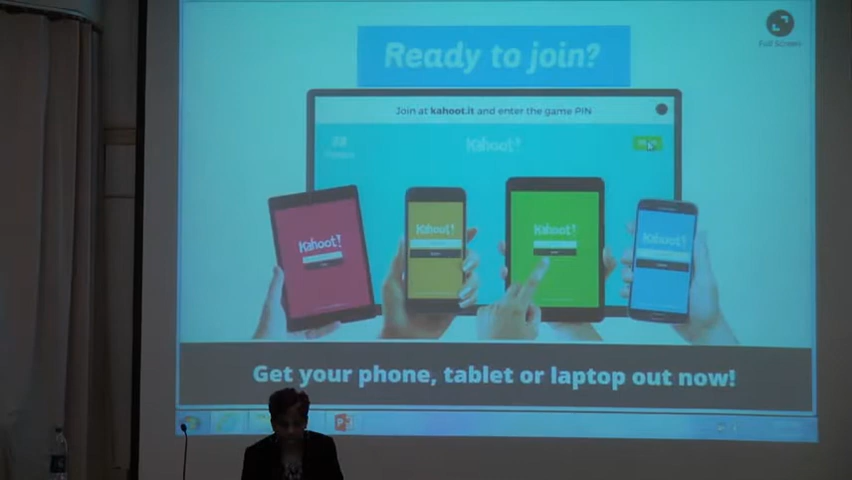 Ready to join?
Full Screen
Join at kahoot.it and enter the game PIN
Kahoot!
Kahoot!
Kahoot!
Kahoot!
Kahoot!
Get your phone, tablet or laptop out now!